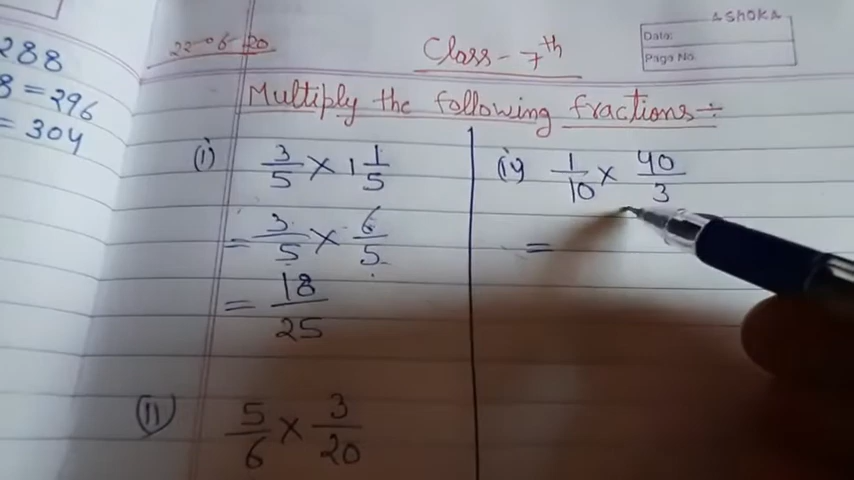 288
8 = 296
= 304
22-06-20
Class - 7th
ASHOKA
Date:
Page No.
Multiply the following fractions :-
(i) 3/5 × 1 1/5
= 3/5 × 6/5
= 18/25
(ii) 5/6 × 3/20
(iv) 1/10 × 40/3
=